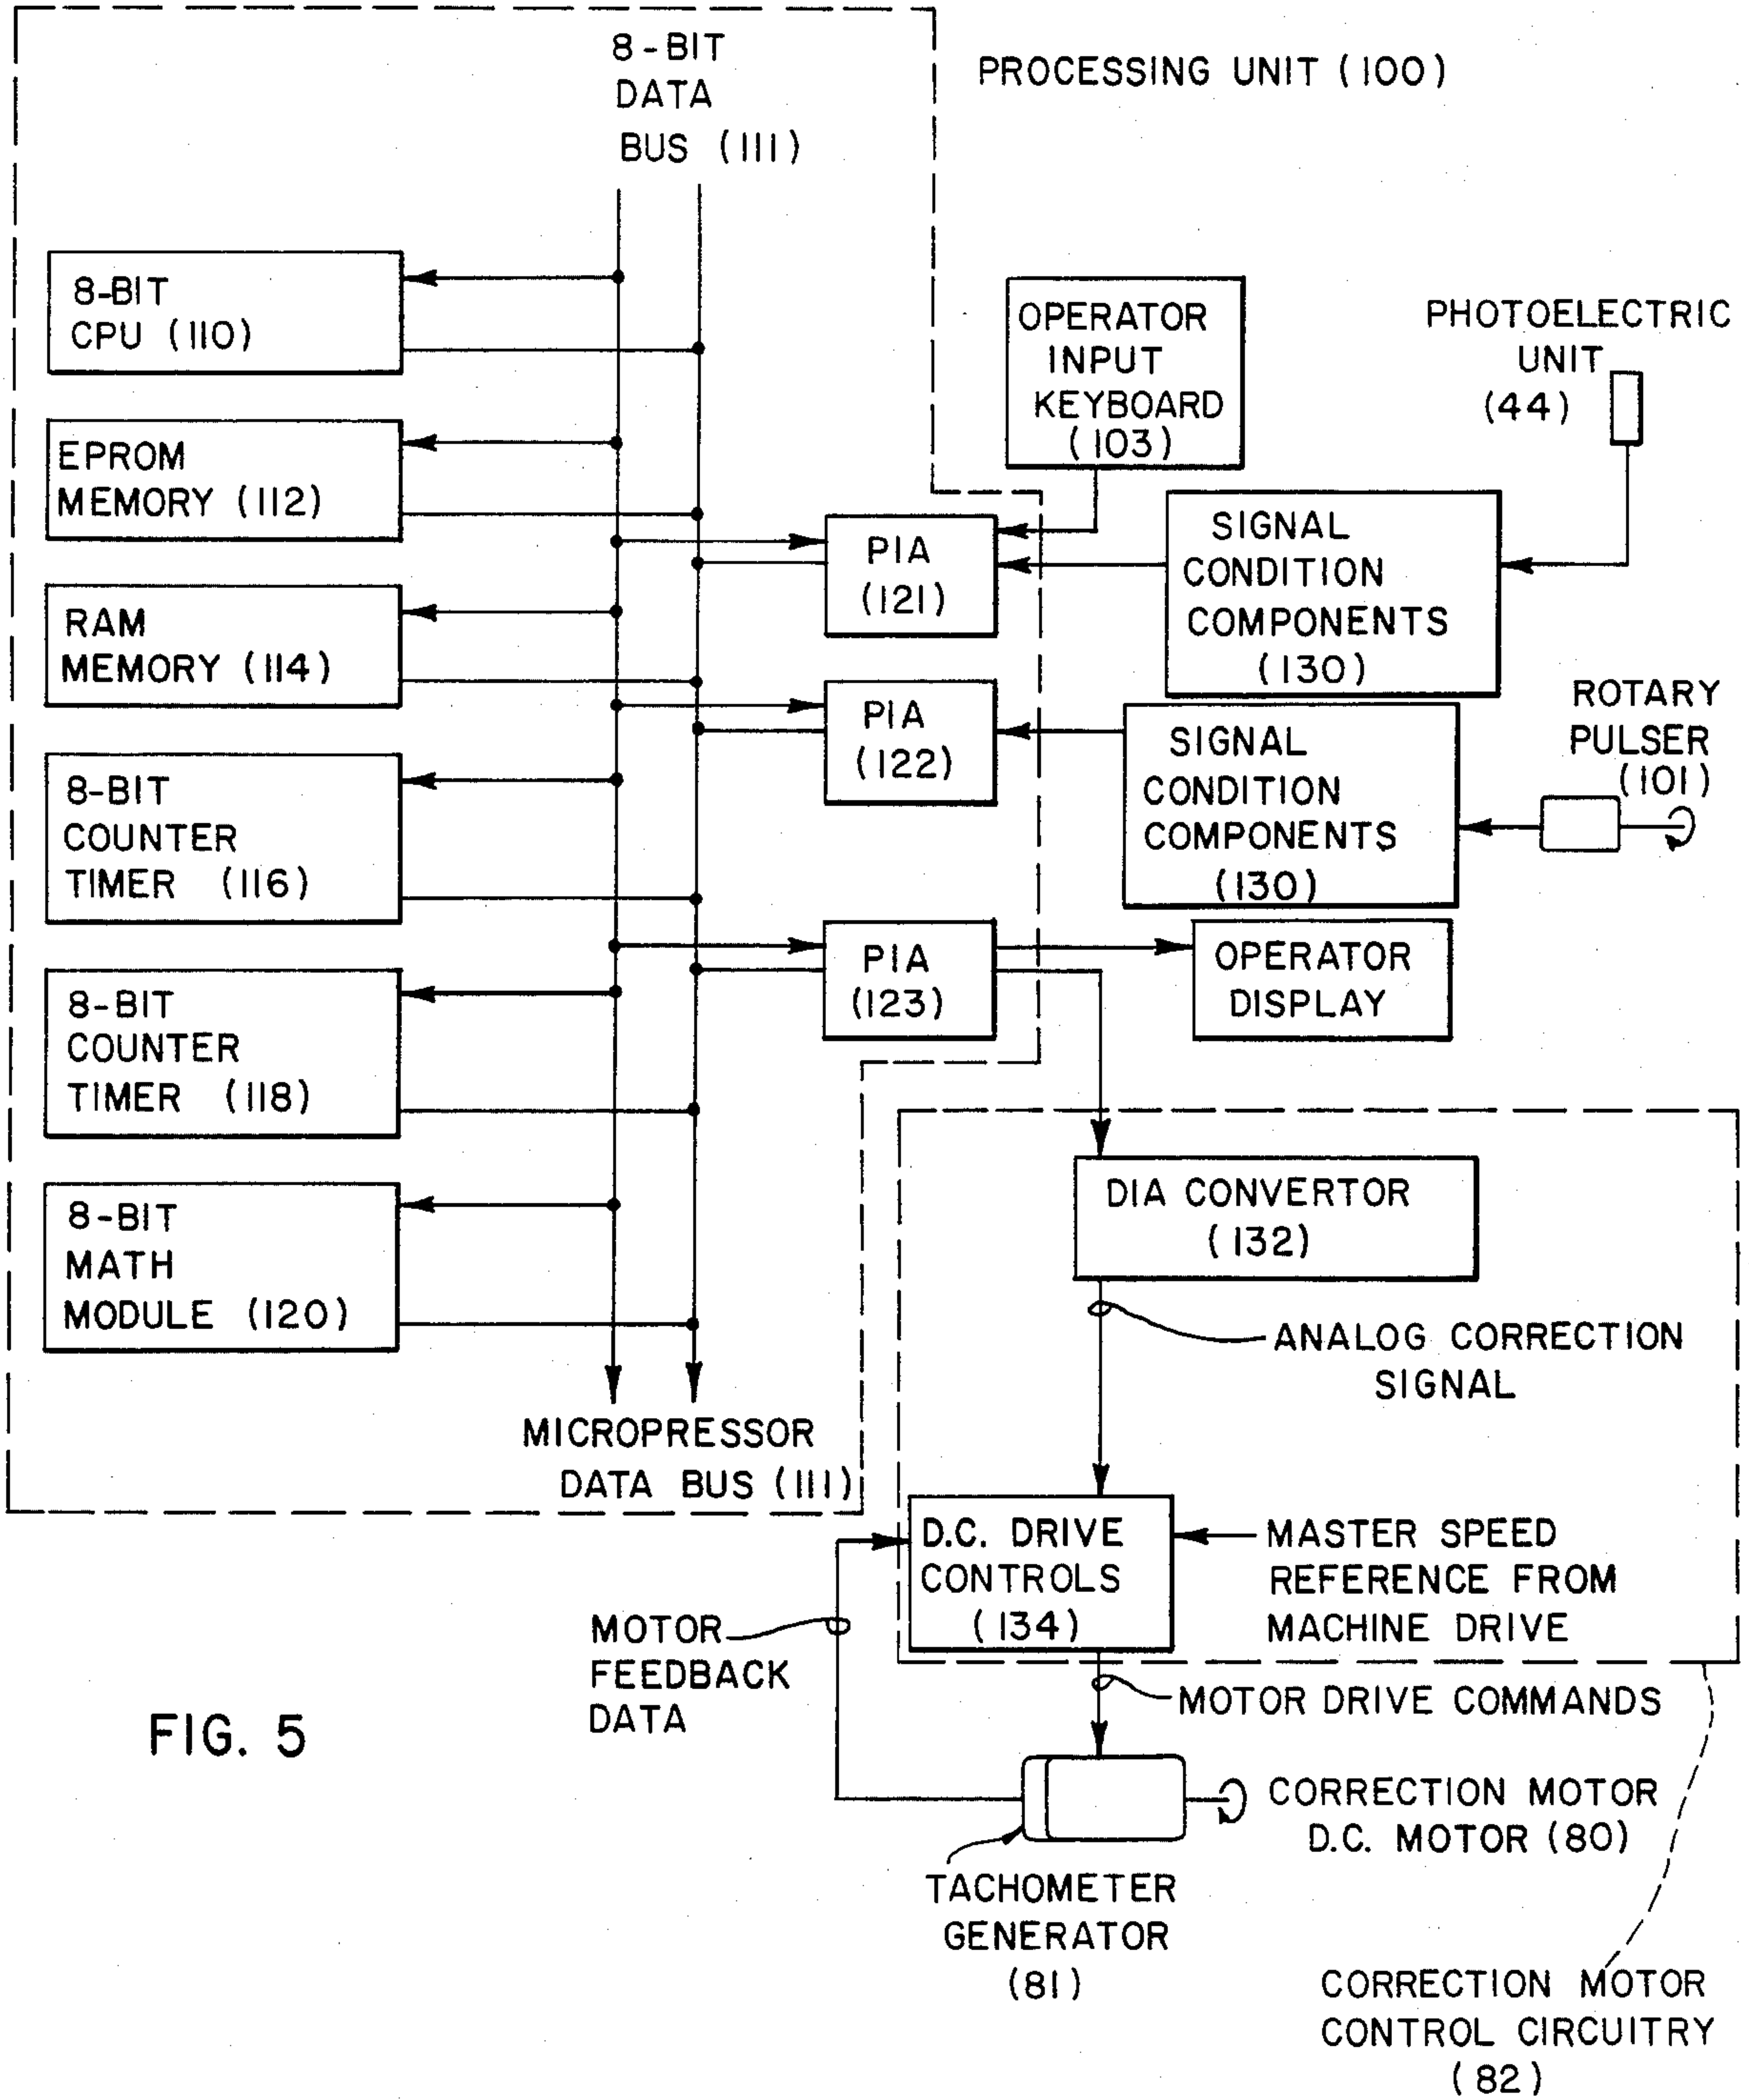 8-BIT
DATA
BUS (111)
PROCESSING UNIT (100)
8-BIT
CPU (110)
EPROM
MEMORY (112)
RAM
MEMORY (114)
8-BIT
COUNTER
TIMER (116)
8-BIT
COUNTER
TIMER (118)
8-BIT
MATH
MODULE (120)
MICROPRESSOR
DATA BUS (111)
OPERATOR
INPUT
KEYBOARD
(103)
PHOTOELECTRIC
UNIT
(44)
PIA
(121)
SIGNAL
CONDITION
COMPONENTS
(130)
PIA
(122)
SIGNAL
CONDITION
COMPONENTS
(130)
ROTARY
PULSER
(101)
PIA
(123)
OPERATOR
DISPLAY
DIA CONVERTOR
(132)
ANALOG CORRECTION
SIGNAL
D.C. DRIVE
CONTROLS
(134)
MASTER SPEED
REFERENCE FROM
MACHINE DRIVE
MOTOR
FEEDBACK
DATA
MOTOR DRIVE COMMANDS
CORRECTION MOTOR
D.C. MOTOR (80)
TACHOMETER
GENERATOR
(81)
CORRECTION MOTOR
CONTROL CIRCUITRY
(82)
FIG. 5